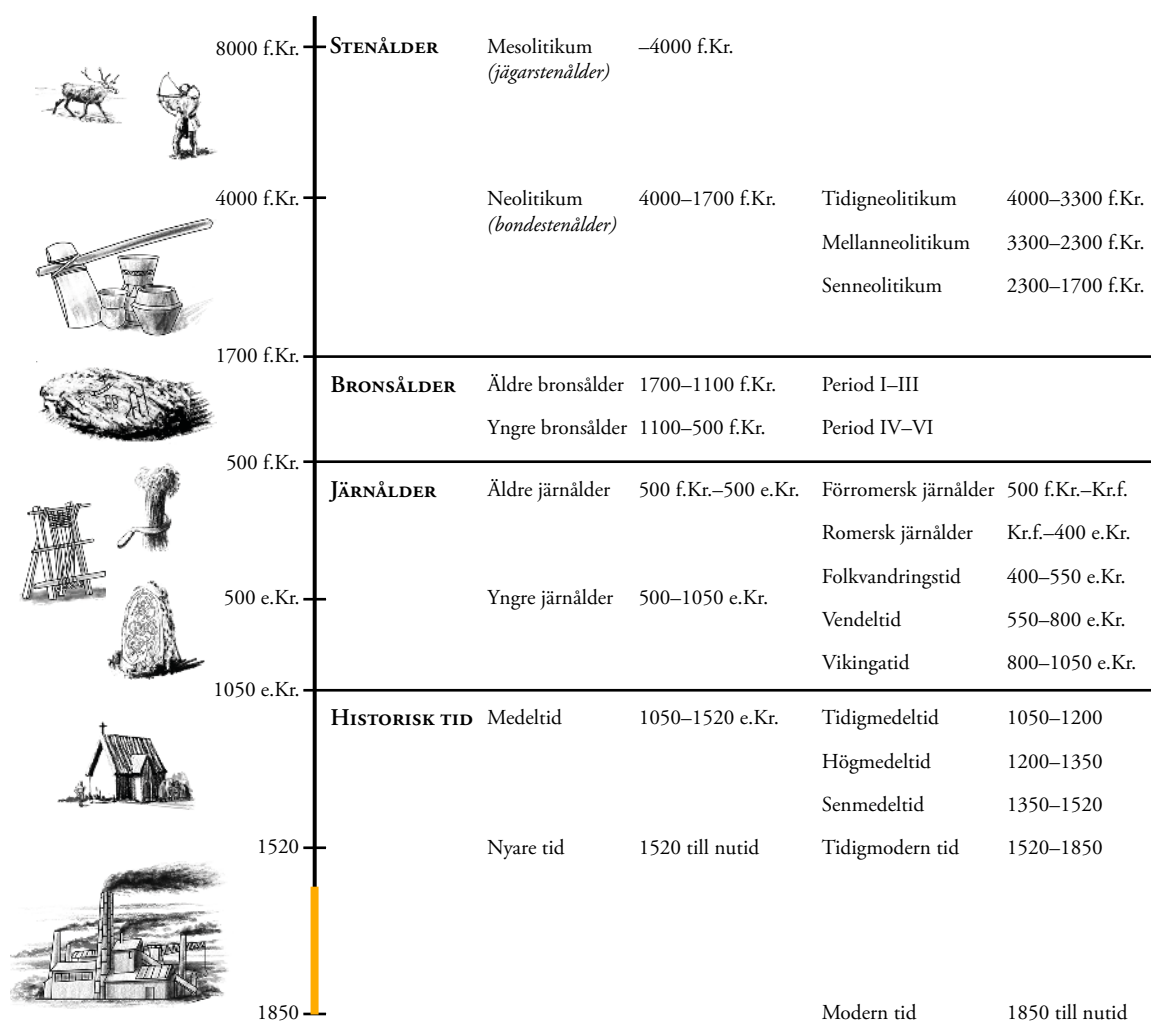 8000 f.Kr. STENÅLDER Mesolitikum –4000 f.Kr.
(jägarstenålder)
4000 f.Kr. Neolitikum 4000–1700 f.Kr. Tidigneolitikum 4000–3300 f.Kr.
(bondestenålder)
Mellanneolitikum 3300–2300 f.Kr.
Senneolitikum 2300–1700 f.Kr.
1700 f.Kr.
BRONSÅLDER Äldre bronsålder 1700–1100 f.Kr. Period I–III
Yngre bronsålder 1100–500 f.Kr. Period IV–VI
500 f.Kr.
JÄRNÅLDER Äldre järnålder 500 f.Kr.–500 e.Kr. Förromersk järnålder 500 f.Kr.–Kr.f.
Romersk järnålder Kr.f.–400 e.Kr.
Folkvandringstid 400–550 e.Kr.
500 e.Kr. Yngre järnålder 500–1050 e.Kr.
Vendeltid 550–800 e.Kr.
Vikingatid 800–1050 e.Kr.
1050 e.Kr.
HISTORISK TID Medeltid 1050–1520 e.Kr. Tidigmedeltid 1050–1200
Högmedeltid 1200–1350
Senmedeltid 1350–1520
1520 Nyare tid 1520 till nutid Tidigmodern tid 1520–1850
1850 Modern tid 1850 till nutid